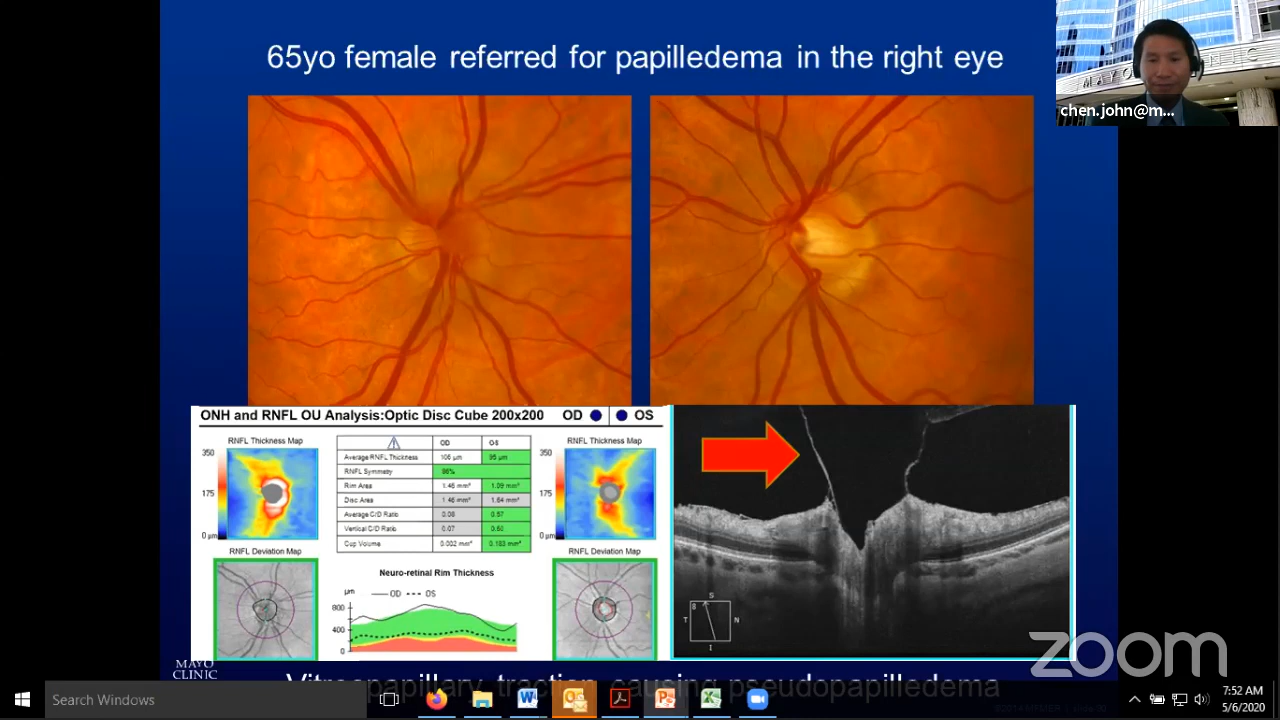 65yo female referred for papilledema in the right eye
chen.john@m...
ONH and RNFL OU Analysis:Optic Disc Cube 200x200 OD OS
RNFL Thickness Map
350
175
0 µm
OD OS
Average RNFL Thickness 106 µm 95 µm
RNFL Symmetry 86%
Rim Area 1.46 mm² 1.09 mm²
Disc Area 1.46 mm² 1.64 mm²
Average C/D Ratio 0.08 0.57
Vertical C/D Ratio 0.07
Cup Volume 0.002 mm³ 0.183 mm³
RNFL Thickness Map
350
175
0 µm
RNFL Deviation Map
Neuro-retinal Rim Thickness
µm OD OS
800
400
0
RNFL Deviation Map
S
8
T N
I
MAYO
CLINIC
Vitreopapillary traction causing pseudopapilledema
zoom
Search Windows
7:52 AM
5/6/2020